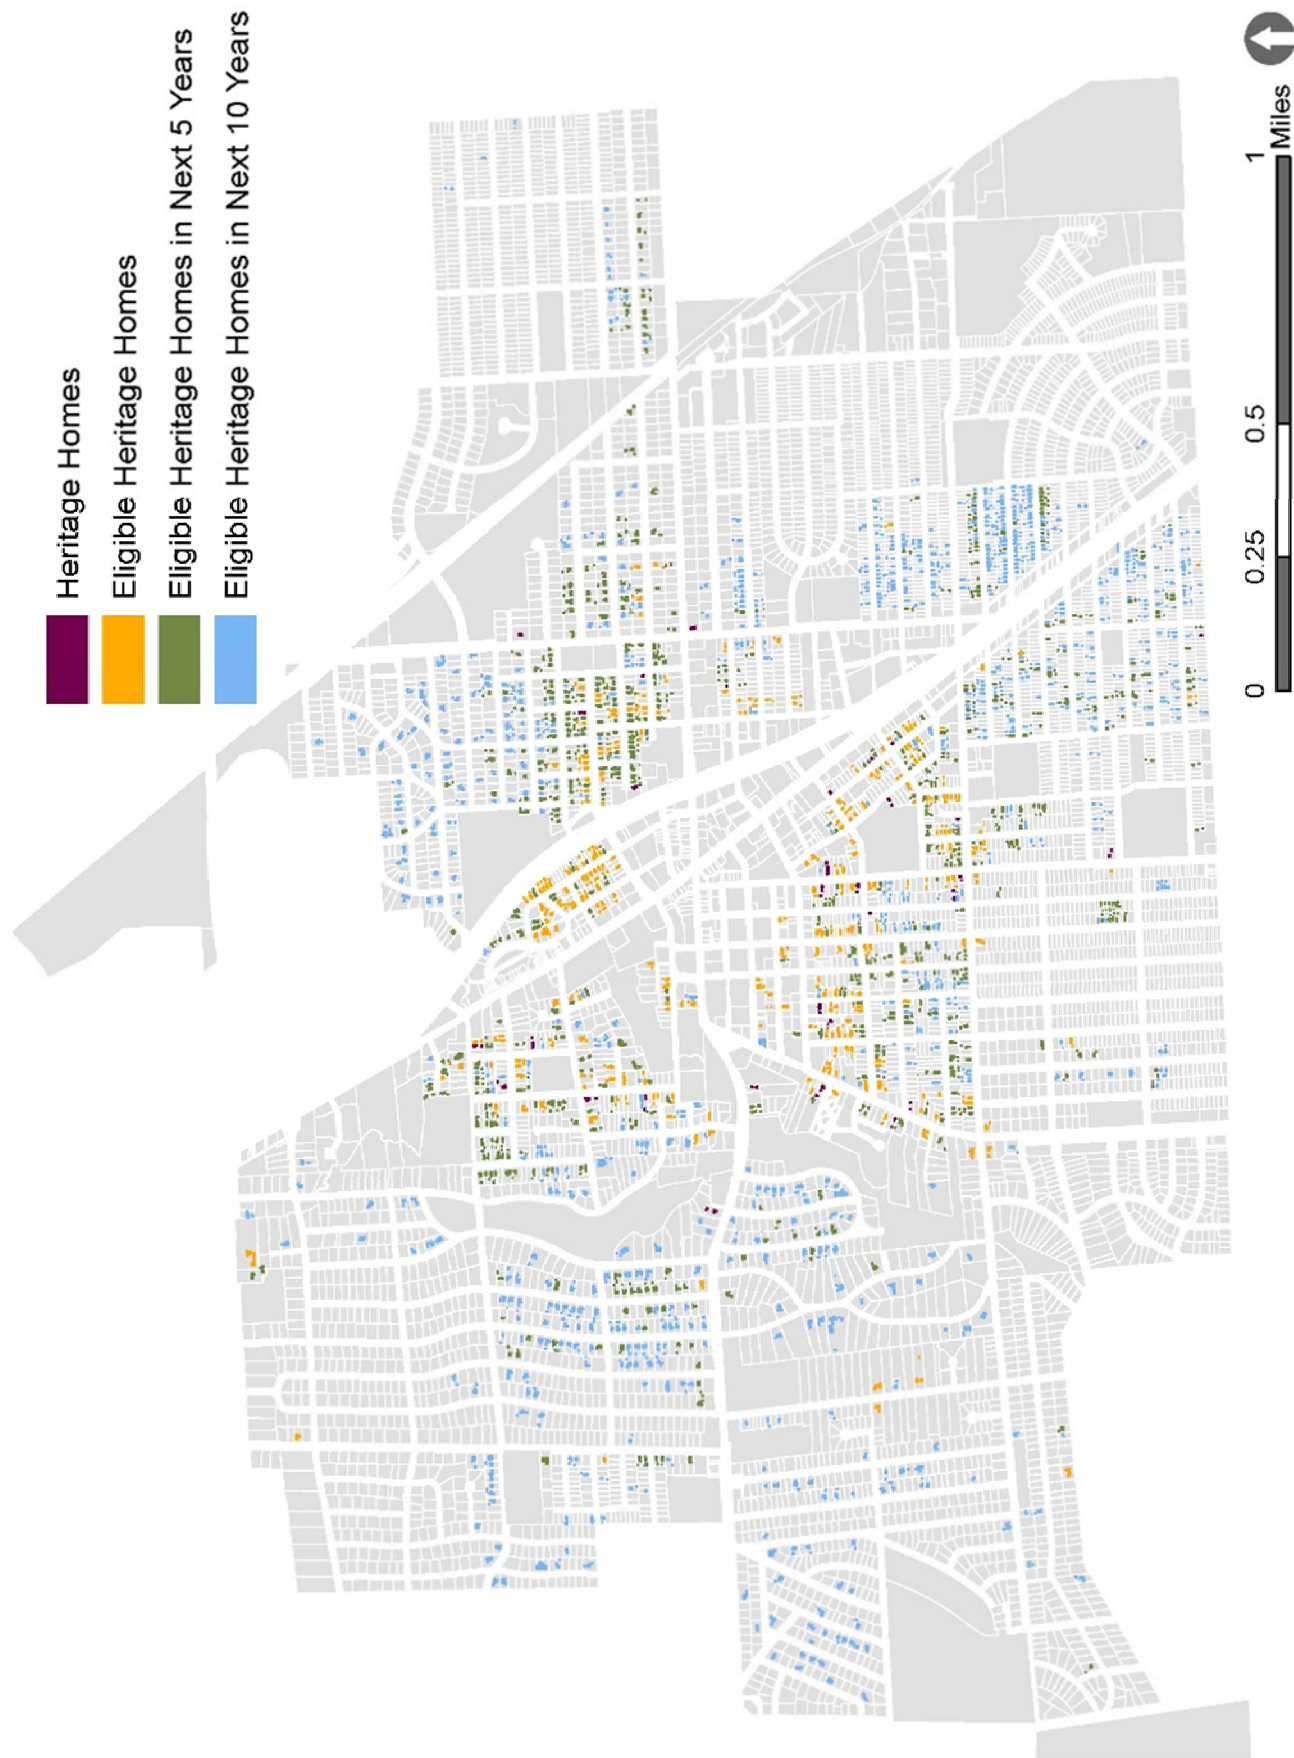 Heritage Homes
Eligible Heritage Homes
Eligible Heritage Homes in Next 5 Years
Eligible Heritage Homes in Next 10 Years
0 0.25 0.5 1
Miles